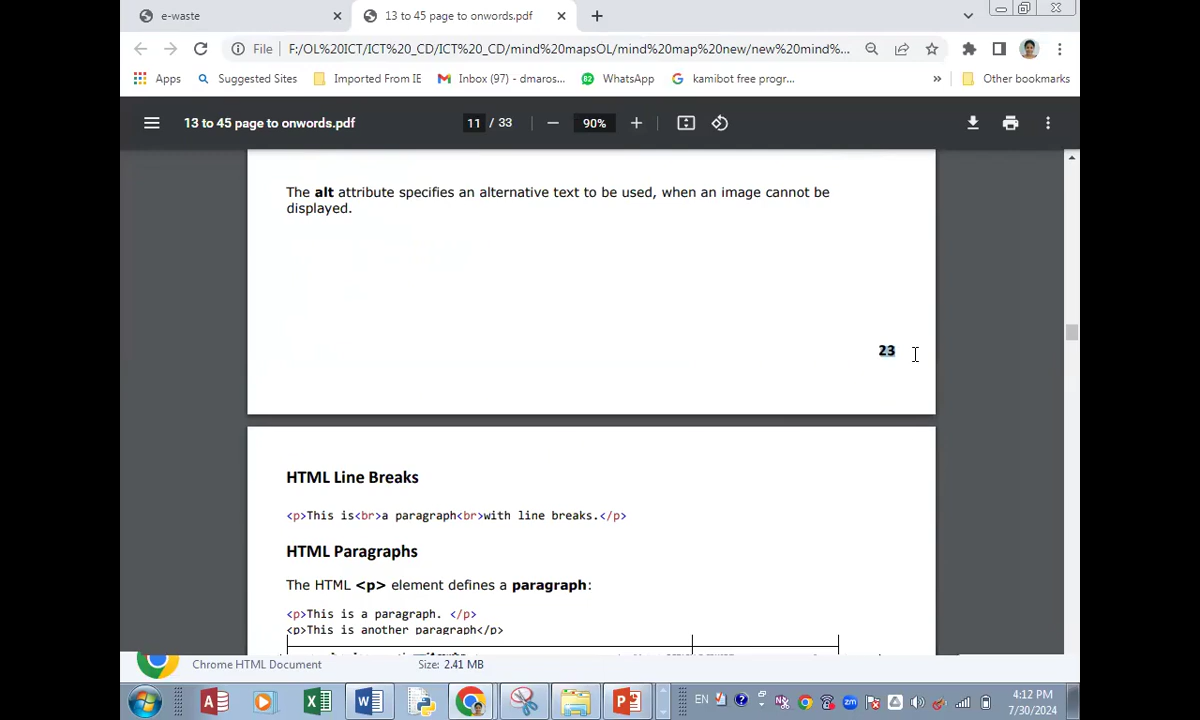 e-waste
13 to 45 page to onwords.pdf
File F:/OL%20ICT/ICT%20_CD/ICT%20_CD/mind%20mapsOL/mind%20map%20new/new%20mind%...
Apps Suggested Sites Imported From IE Inbox (97) - dmaros... WhatsApp kamibot free progr... » Other bookmarks
13 to 45 page to onwords.pdf 11 / 33 90%
The alt attribute specifies an alternative text to be used, when an image cannot be
displayed.
23
HTML Line Breaks
<p>This is<br>a paragraph<br>with line breaks.</p>
HTML Paragraphs
The HTML <p> element defines a paragraph:
<p>This is a paragraph. </p>
<p>This is another paragraph</p>
Chrome HTML Document Size: 2.41 MB
EN 4:12 PM
7/30/2024